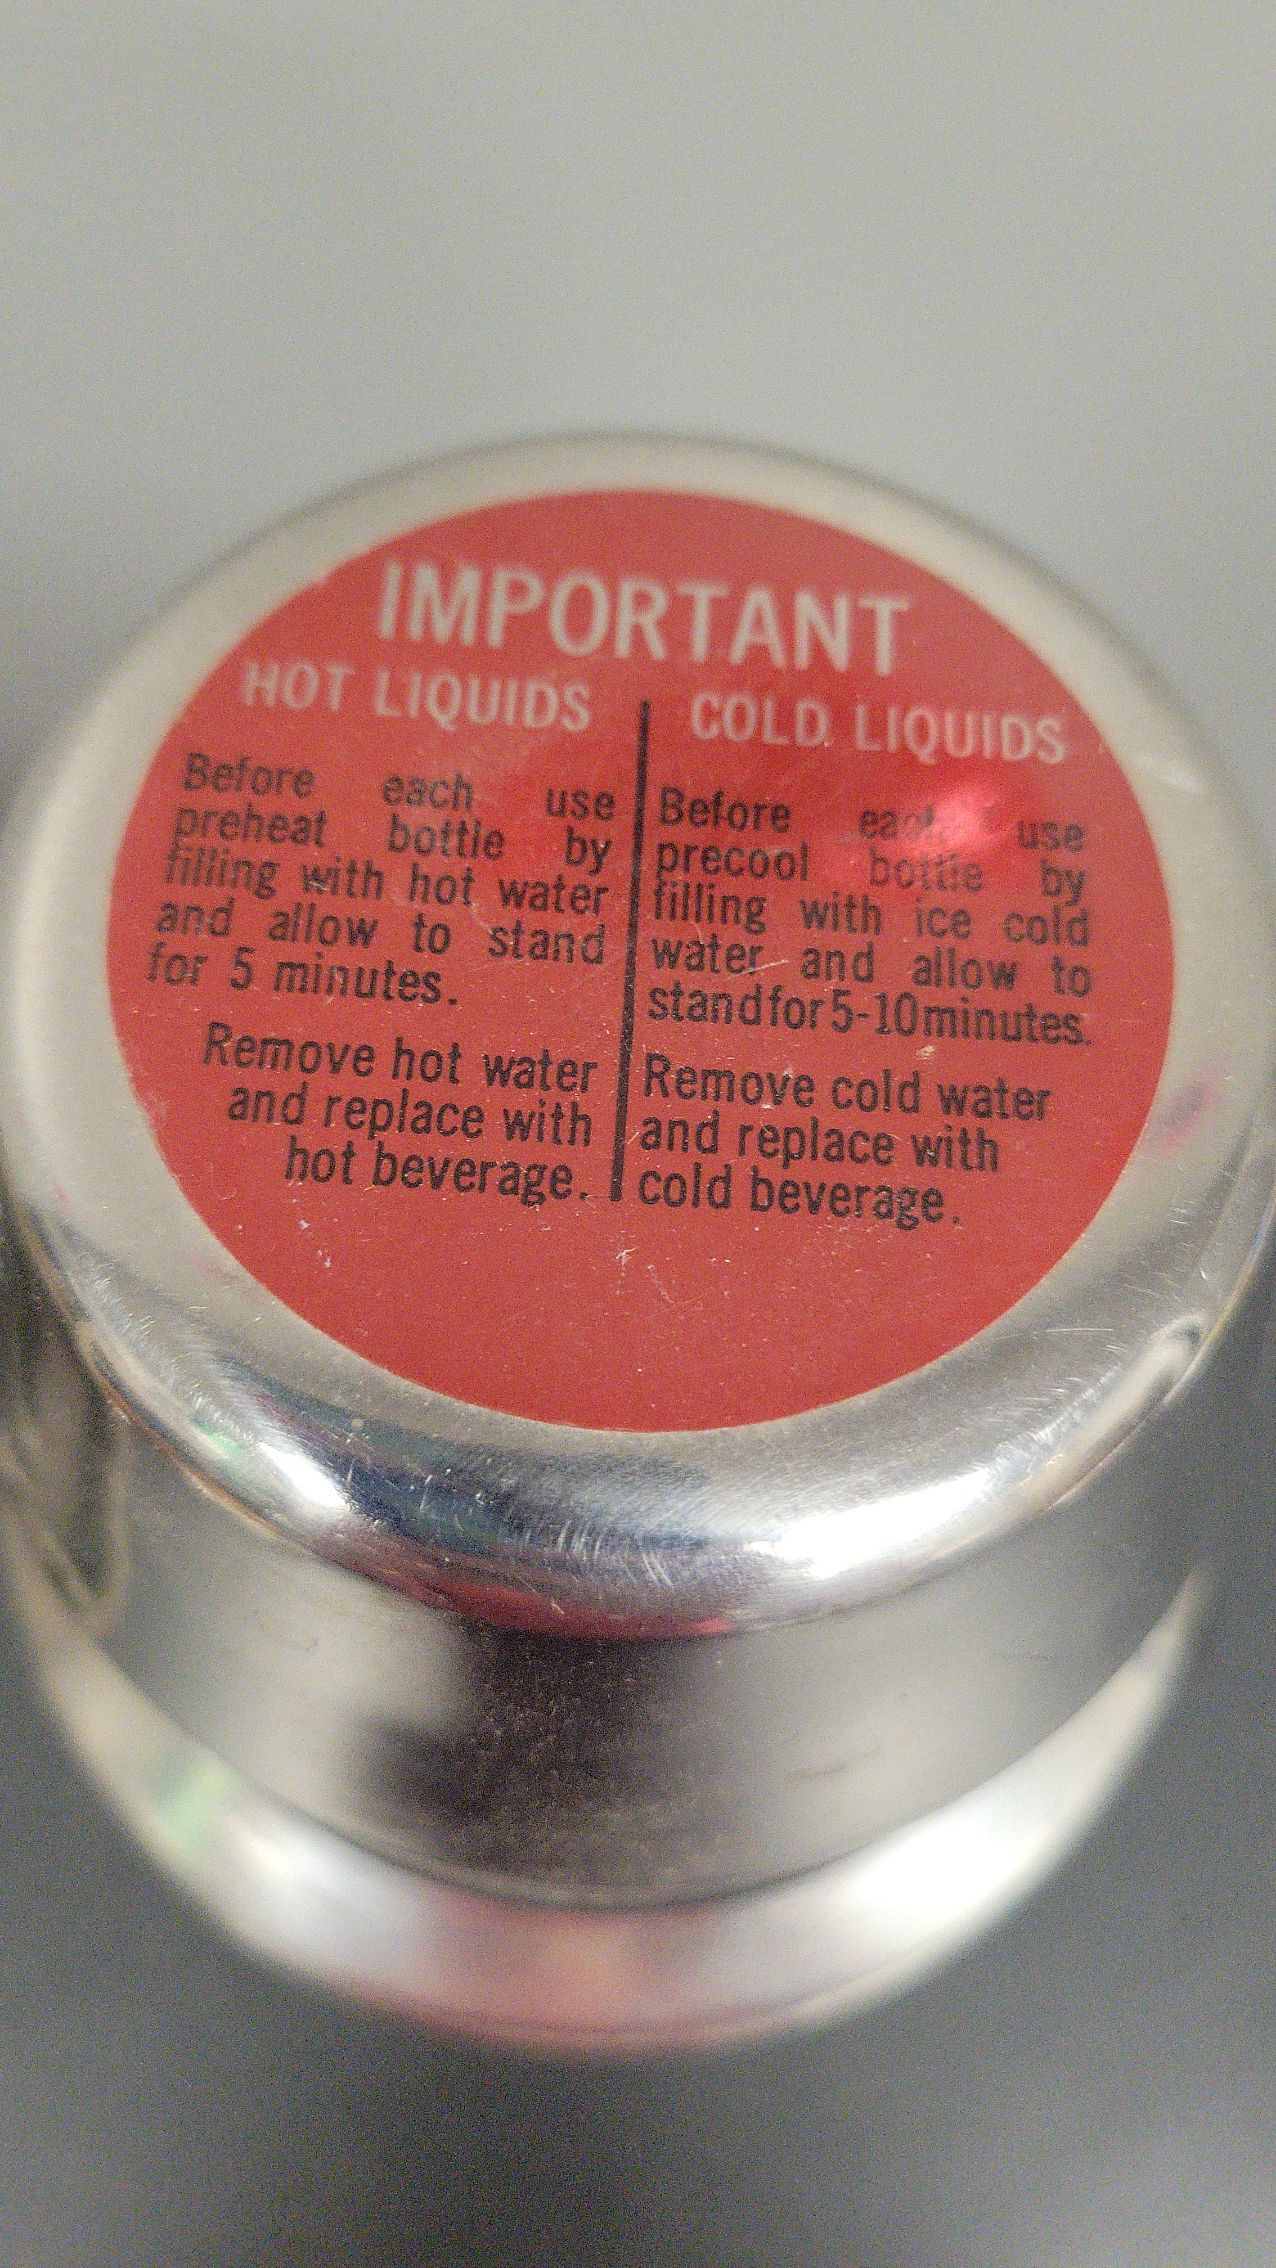 IMPORTANT
HOT LIQUIDS
Before each use
preheat bottle by
filling with hot water
and allow to stand
for 5 minutes.
Remove hot water
and replace with
hot beverage.
COLD LIQUIDS
Before each use
precool bottle by
filling with ice cold
water and allow to
stand for 5-10 minutes.
Remove cold water
and replace with
cold beverage.